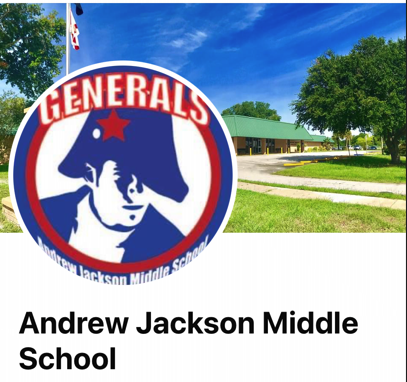 GENERALS
Andrew Jackson Middle School
Andrew Jackson Middle
School